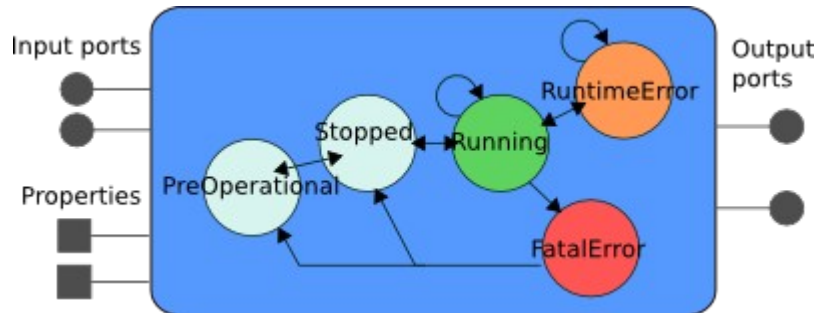 Input ports
Output
ports
RuntimeError
Stopped
Running
PreOperational
Properties
FatalError